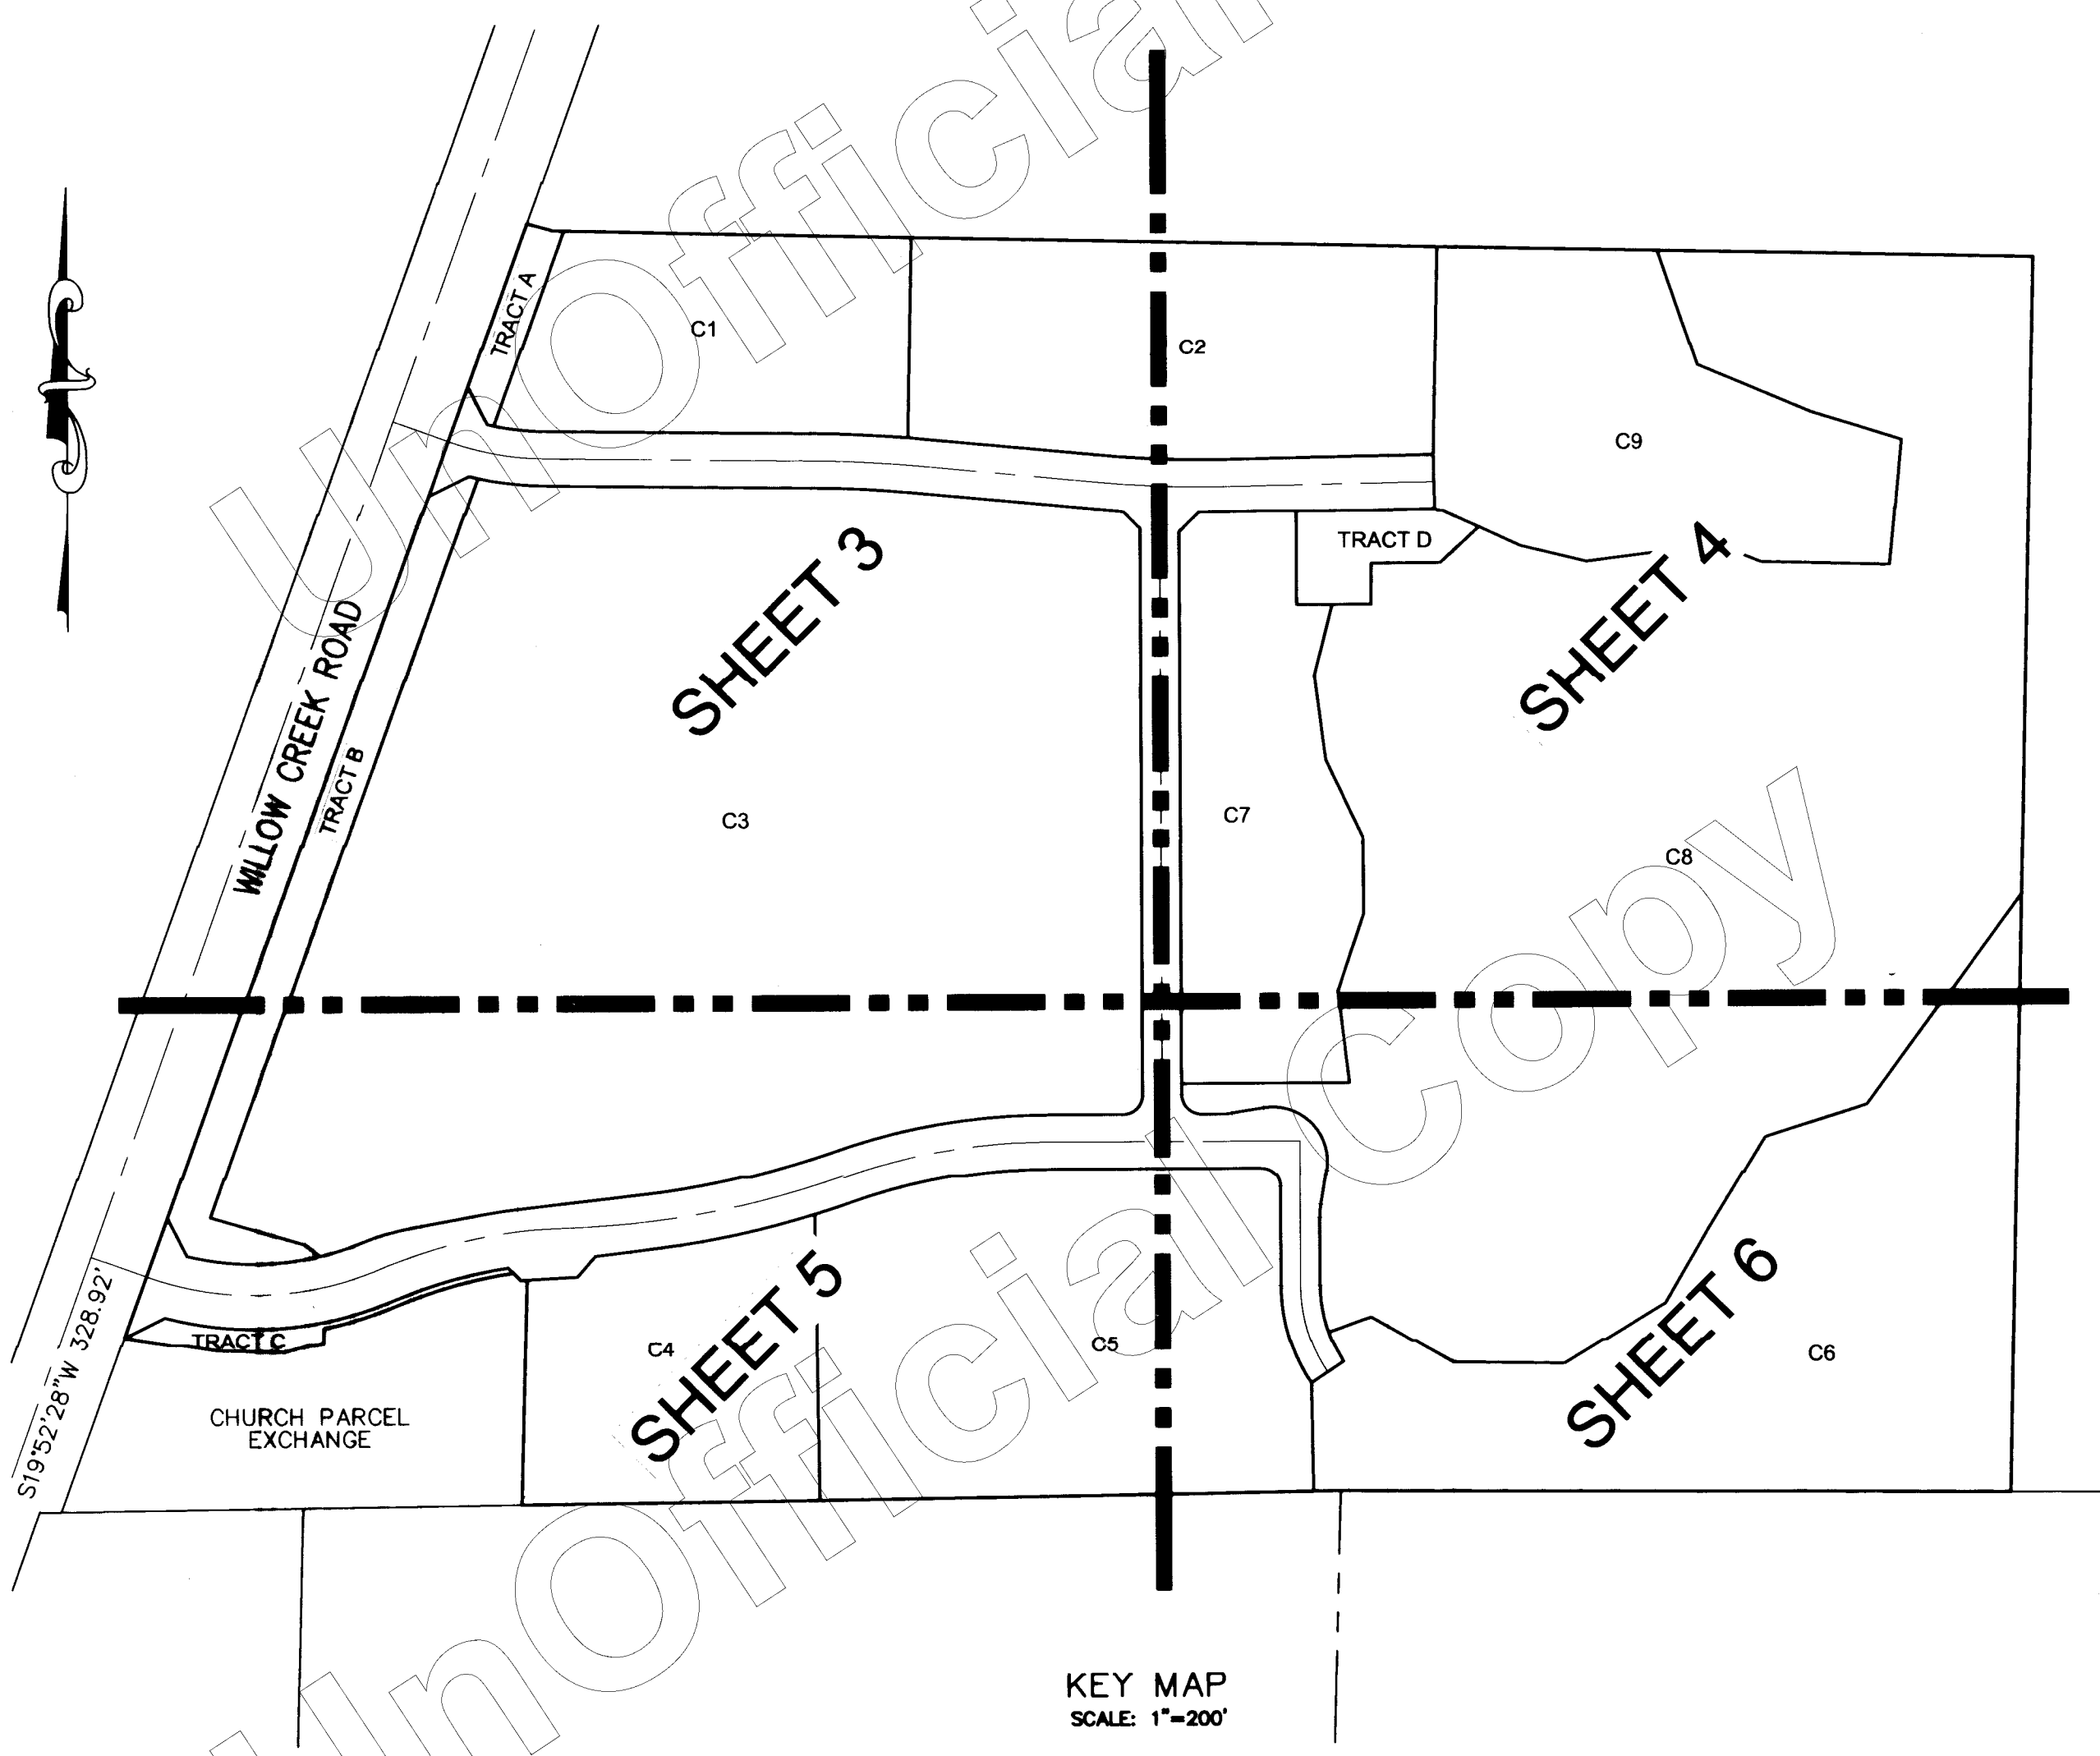 Unofficial Copy
TRACT A
C1
C2
C9
TRACT D
SHEET 3
SHEET 4
WILLOW CREEK ROAD
TRACT B
C3
C7
C8
S19°52'28"W 328.92'
TRACT C
C4
SHEET 5
C5
SHEET 6
C6
CHURCH PARCEL
EXCHANGE
Unofficial Copy
KEY MAP
SCALE: 1"=200'
Unofficial